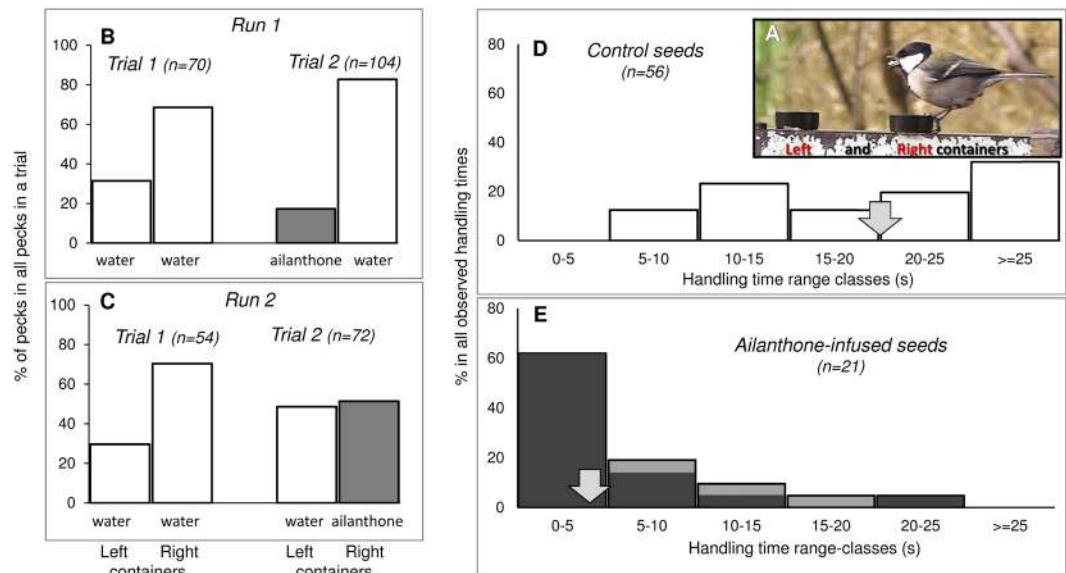 % of pecks in all pecks in a trial
B
Run 1
Trial 1 (n=70)
Trial 2 (n=104)
100
80
60
40
20
0
water
water
ailanthone
water
C
Run 2
Trial 1 (n=54)
Trial 2 (n=72)
100
80
60
40
20
0
water
water
water
ailanthone
Left
Right
Left
Right
containers
containers
% in all observed handling times
D
Control seeds
(n=56)
A
Left and Right containers
80
60
40
20
0
0-5
5-10
10-15
15-20
20-25
>=25
Handling time range classes (s)
E
Ailanthone-infused seeds
(n=21)
80
60
40
20
0
0-5
5-10
10-15
15-20
20-25
>=25
Handling time range-classes (s)